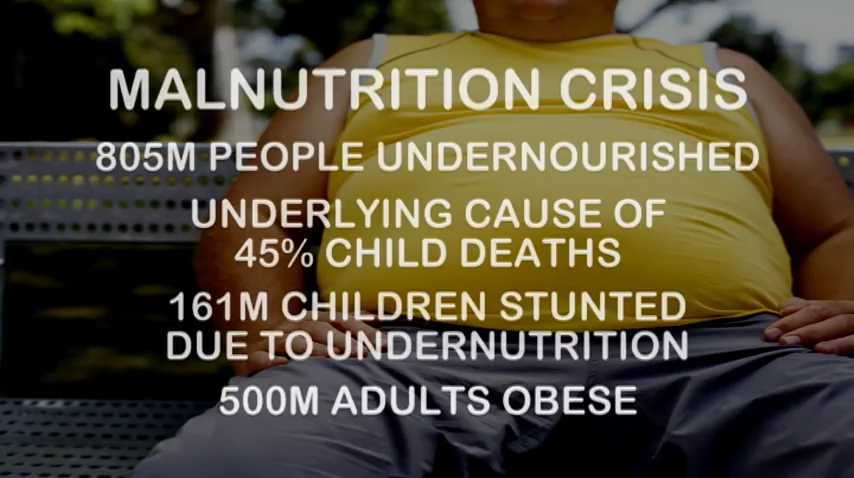 MALNUTRITION CRISIS
805M PEOPLE UNDERNOURISHED
UNDERLYING CAUSE OF
45% CHILD DEATHS
161M CHILDREN STUNTED
DUE TO UNDERNUTRITION
500M ADULTS OBESE